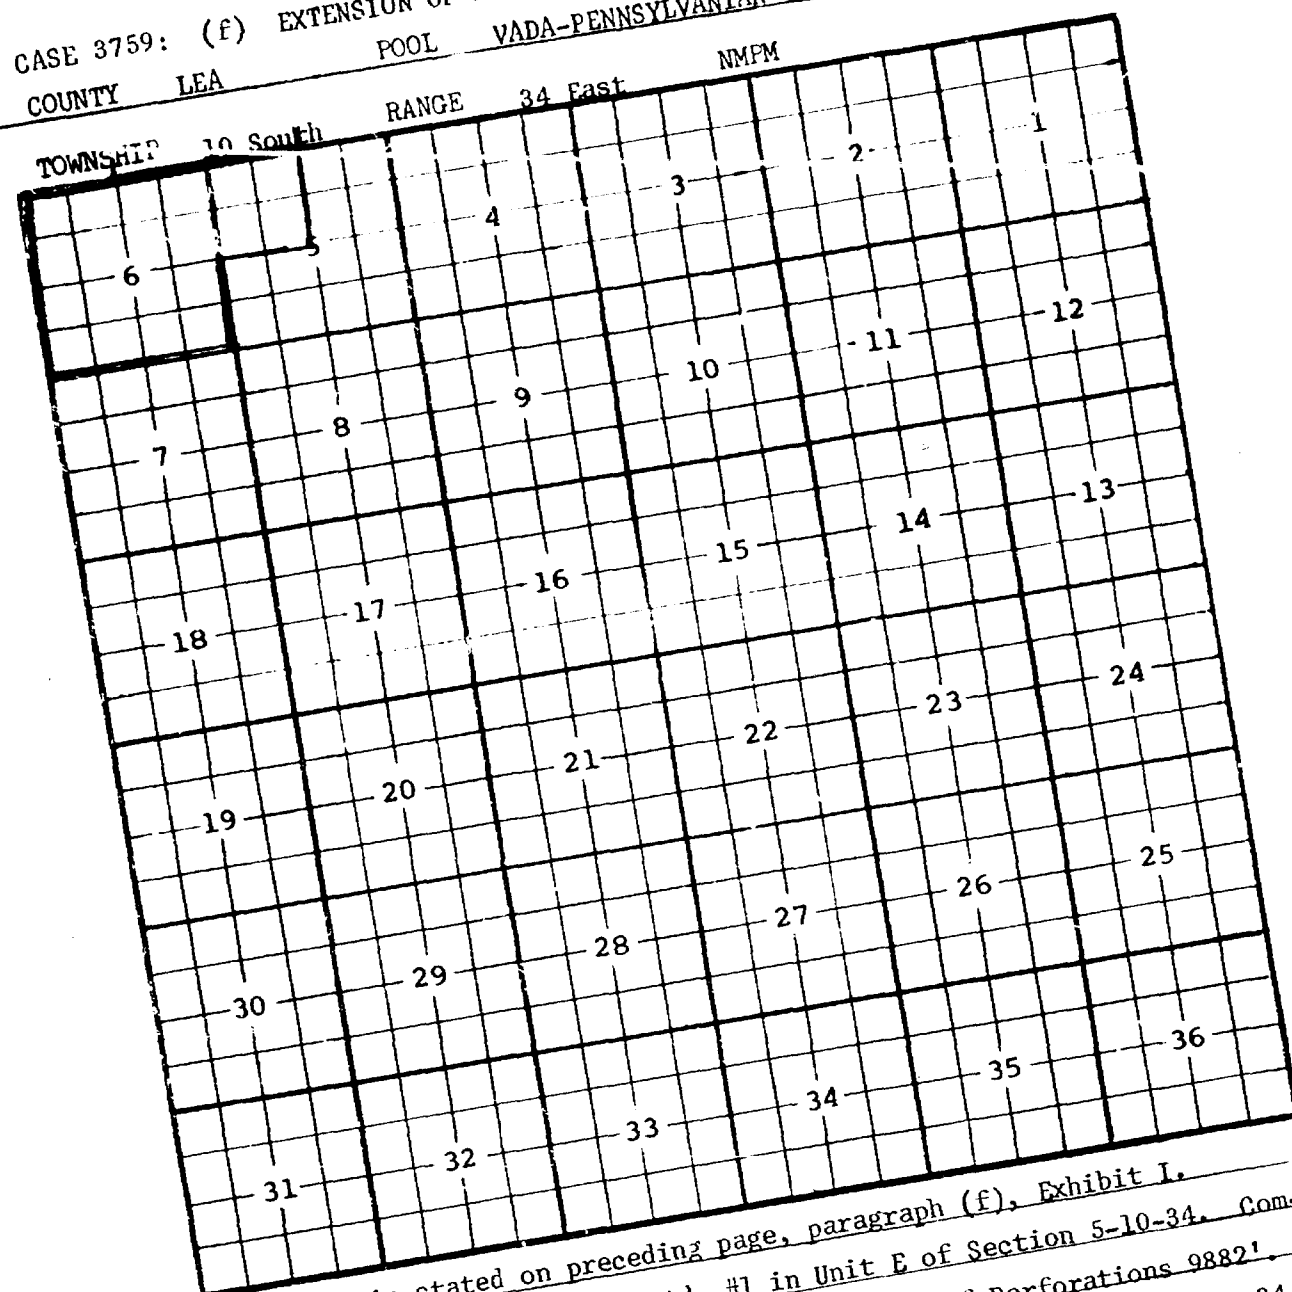 CASE 3759: (f) EXTENSION
COUNTY LEA POOL VADA-PENNSYLVANIAN
TOWNSHIP 10 South RANGE 34 East NMPM
6 5 4 3 2 1
7 8 9 10 11 12
18 17 16 15 14 13
19 20 21 22 23 24
30 29 28 27 26 25
31 32 33 34 35 36
stated on preceding page, paragraph (f), Exhibit I.
#1 in Unit E of Section 5-10-34. Com
Perforations 9882'.